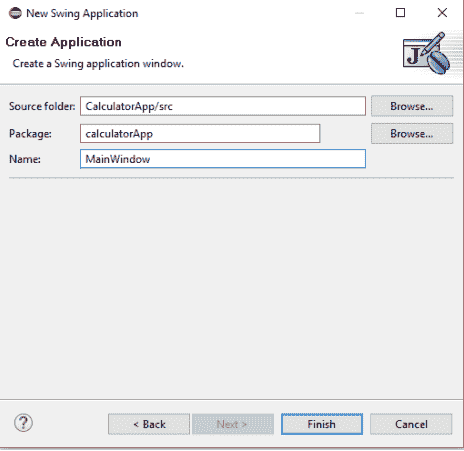 New Swing Application
Create Application
Create a Swing application window.
J
Source folder: CalculatorApp/src Browse...
Package: calculatorApp Browse...
Name: MainWindow
? < Back Next > Finish Cancel